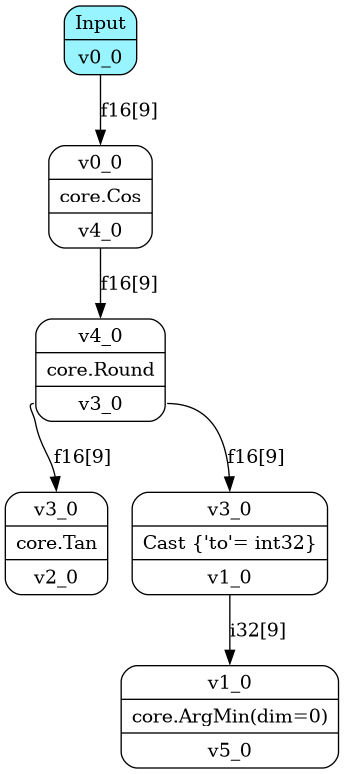 Input
v0_0
f16[9]
v0_0
core.Cos
v4_0
f16[9]
v4_0
core.Round
v3_0
f16[9]
f16[9]
v3_0
core.Tan
v2_0
v3_0
Cast {'to'= int32}
v1_0
i32[9]
v1_0
core.ArgMin(dim=0)
v5_0